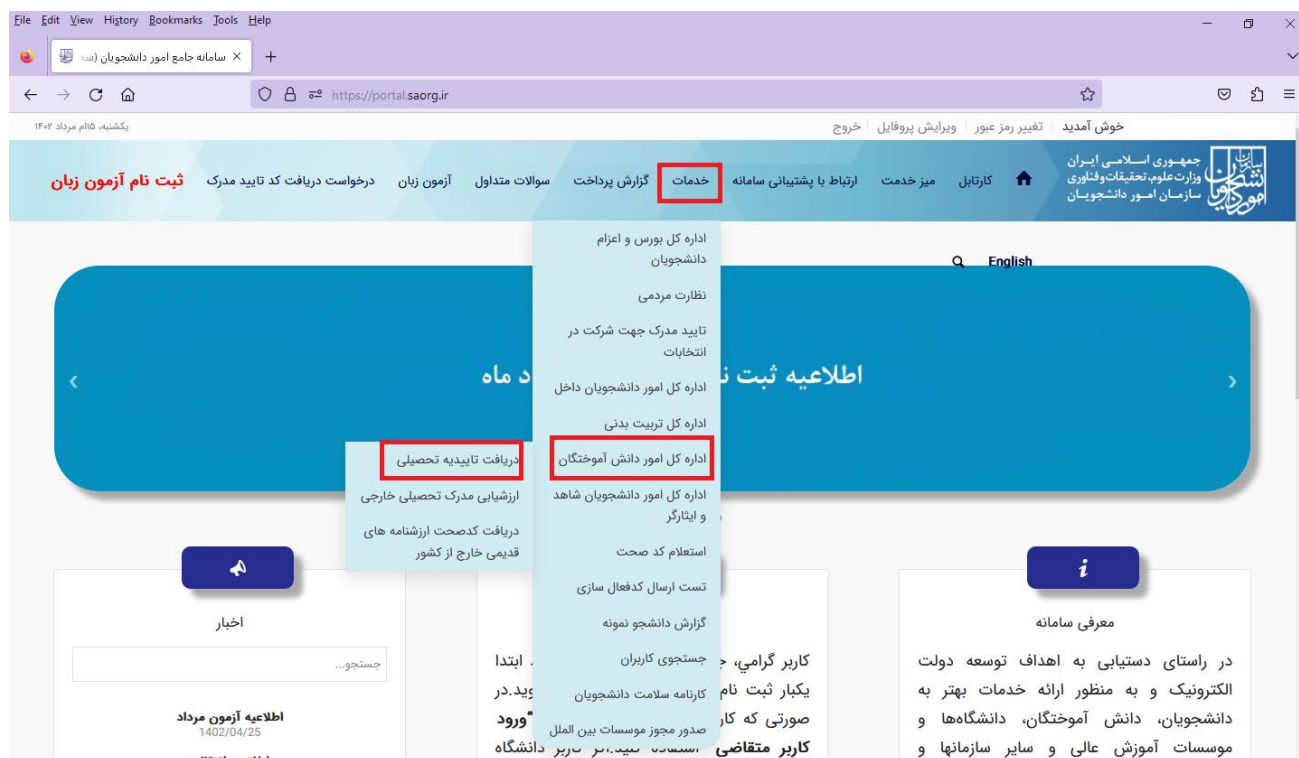 File Edit View History Bookmarks Tools Help
سامانه جامع امور دانشجویان (سج
https://portal.saorg.ir
خوش آمدید تغییر رمز عبور ویرایش پروفایل خروج
یکشنبه، ۱۵ام مرداد ۱۴۰۲
سازمان امور دانشجویان
جمهوری اسلامی ایران
وزارت علوم، تحقیقات وفناوری
سازمان امور دانشجویان
کارتابل میز خدمت ارتباط با پشتیبانی سامانه خدمات گزارش پرداخت سوالات متداول آزمون زبان درخواست دریافت کد تایید مدرک ثبت نام آزمون زبان
English
اداره کل بورس و اعزام
دانشجویان
نظارت مردمی
تایید مدرک جهت شرکت در
انتخابات
اداره کل امور دانشجویان داخل
اداره کل تربیت بدنی
اداره کل امور دانش آموختگان
اداره کل امور دانشجویان شاهد
و ایثارگر
استعلام کد صحت
تست ارسال کدفعال سازی
گزارش دانشجو نمونه
جستجوی کاربران
کارنامه سلامت دانشجویان
صدور مجوز موسسات بین الملل
دریافت تاییدیه تحصیلی
ارزشیابی مدرک تحصیلی خارجی
دریافت کدصحت ارزشنامه های
قدیمی خارج از کشور
اطلاعیه ثبت د ماه
معرفی سامانه
در راستای دستیابی به اهداف توسعه دولت
الکترونیک و به منظور ارائه خدمات بهتر به
دانشجویان، دانش آموختگان، دانشگاه‌ها و
موسسات آموزش عالی و سایر سازمانها و
کاربر گرامي، ابتدا
یکبار ثبت نام وید.در
صورتی که "ورود
کاربر متقاضی دانشگاه
اخبار
جستجو...
اطلاعیه آزمون مرداد
1402/04/25